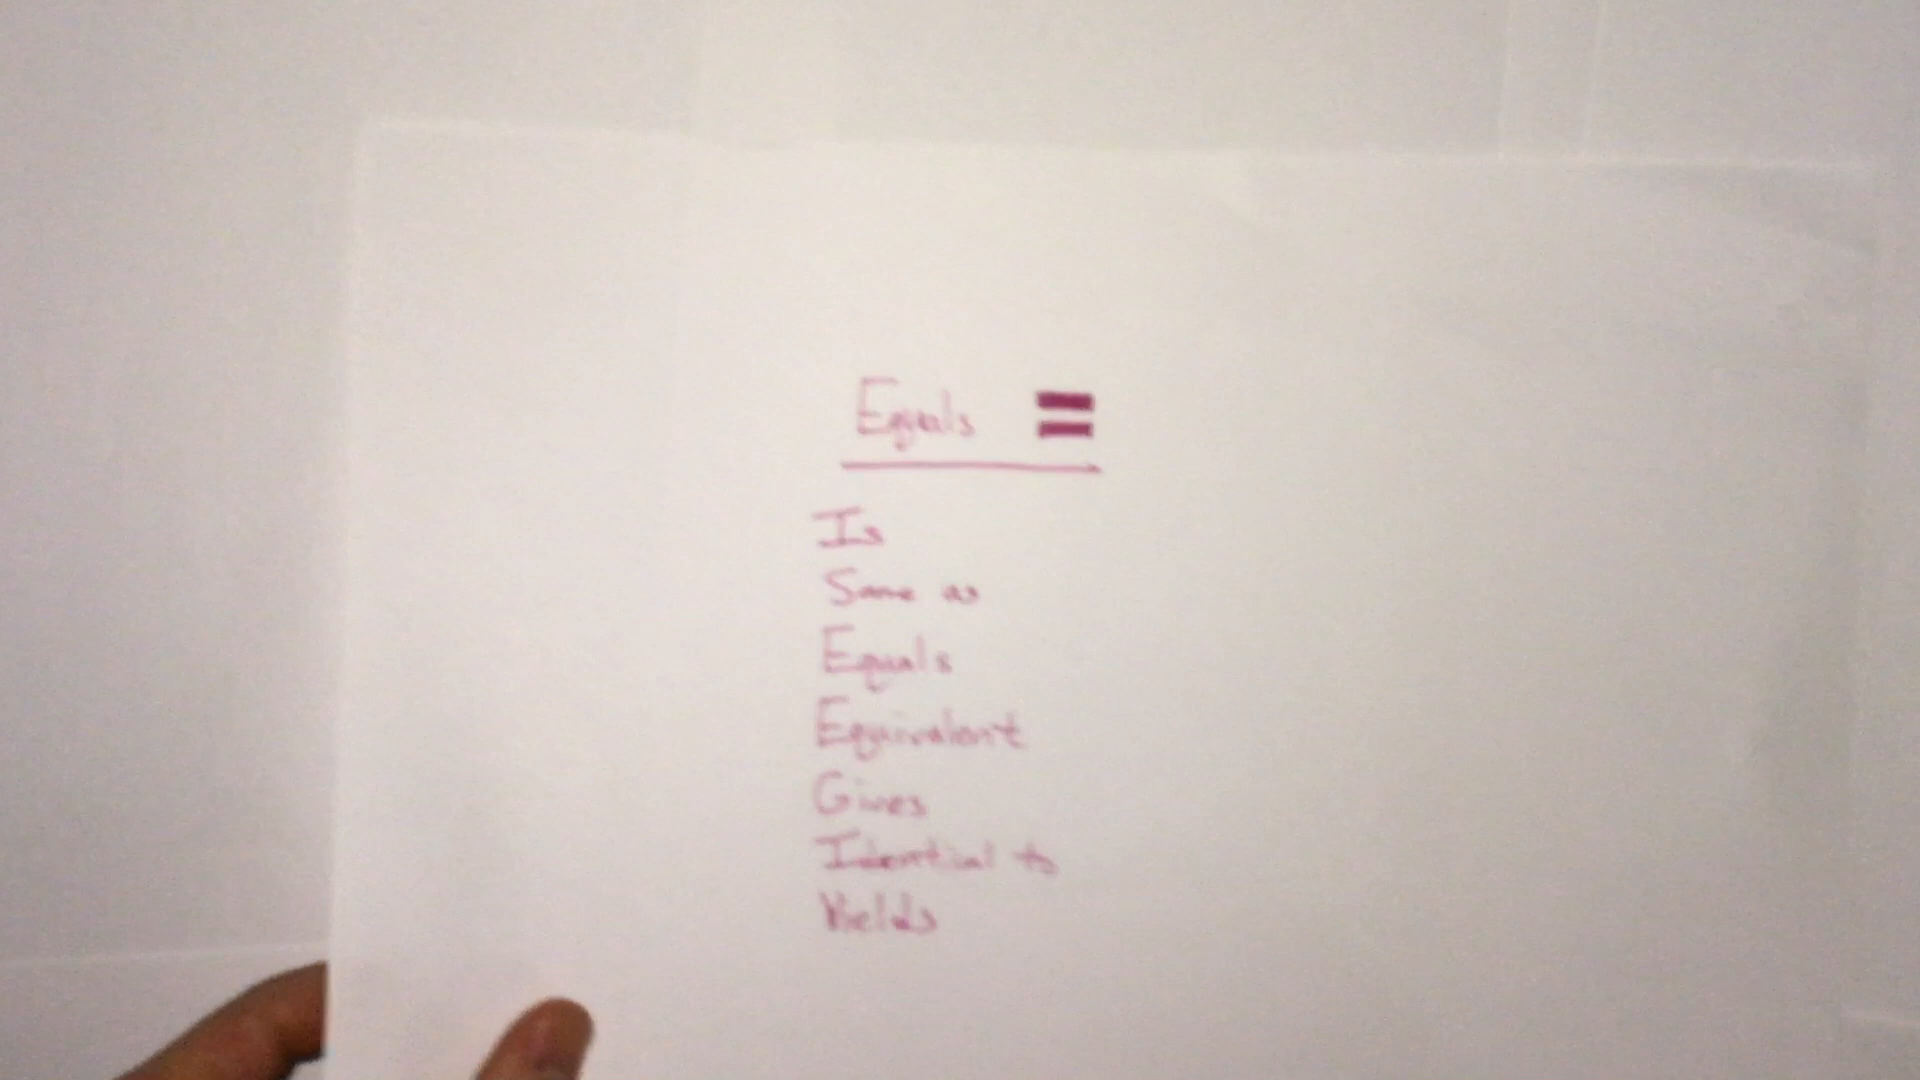 Equals =
Is
Same as
Equals
Equivalent
Gives
Identical to
Yields